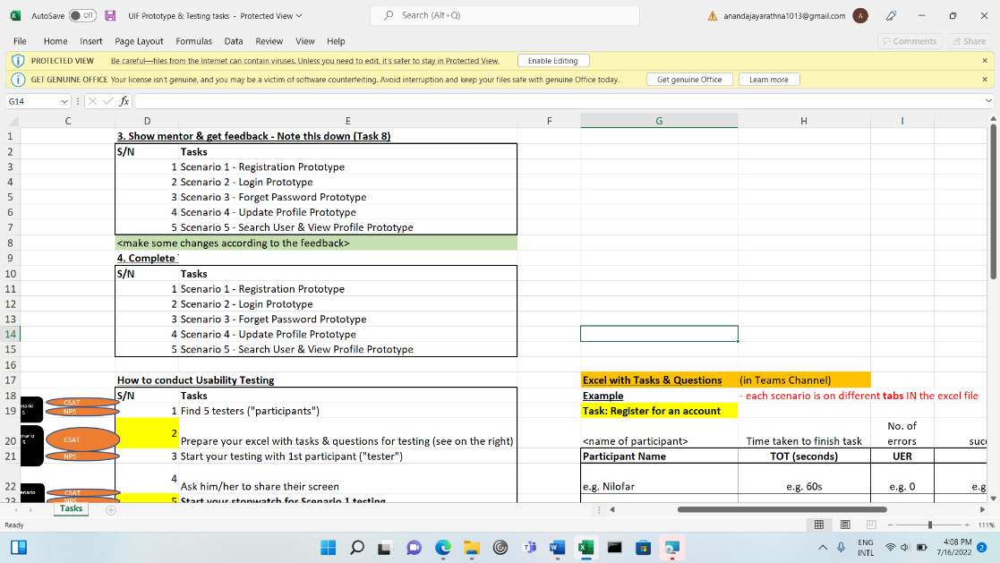 AutoSave Off UIF Prototype & Testing tasks - Protected View Search (Alt+Q) anandajayarathna1013@gmail.com A
File Home Insert Page Layout Formulas Data Review View Help Comments Share
PROTECTED VIEW Be careful—files from the Internet can contain viruses. Unless you need to edit, it's safer to stay in Protected View. Enable Editing
GET GENUINE OFFICE Your license isn't genuine, and you may be a victim of software counterfeiting. Avoid interruption and keep your files safe with genuine Office today. Get genuine Office Learn more
G14 fx
C D E F G H I
1 3. Show mentor & get feedback - Note this down (Task 8)
2 S/N Tasks
3 1 Scenario 1 - Registration Prototype
4 2 Scenario 2 - Login Prototype
5 3 Scenario 3 - Forget Password Prototype
6 4 Scenario 4 - Update Profile Prototype
7 5 Scenario 5 - Search User & View Profile Prototype
8 <make some changes according to the feedback>
9 4. Complete
10 S/N Tasks
11 1 Scenario 1 - Registration Prototype
12 2 Scenario 2 - Login Prototype
13 3 Scenario 3 - Forget Password Prototype
14 4 Scenario 4 - Update Profile Prototype
15 5 Scenario 5 - Search User & View Profile Prototype
16
17 How to conduct Usability Testing Excel with Tasks & Questions (in Teams Channel)
18 CSAT S/N Tasks Example - each scenario is on different tabs IN the excel file
19 NPS 1 Find 5 testers ("participants") Task: Register for an account
20 CSAT 2 Prepare your excel with tasks & questions for testing (see on the right) <name of participant> Time taken to finish task No. of errors
21 NPS 3 Start your testing with 1st participant ("tester") Participant Name TOT (seconds) UER
22 CSAT 4 Ask him/her to share their screen e.g. Nilofar e.g. 60s e.g. 0 e.g
23 NPS 5 Start your stopwatch for Scenario 1 testing
Tasks
Ready 111%
ENG INTL 4:08 PM 7/16/2022 2